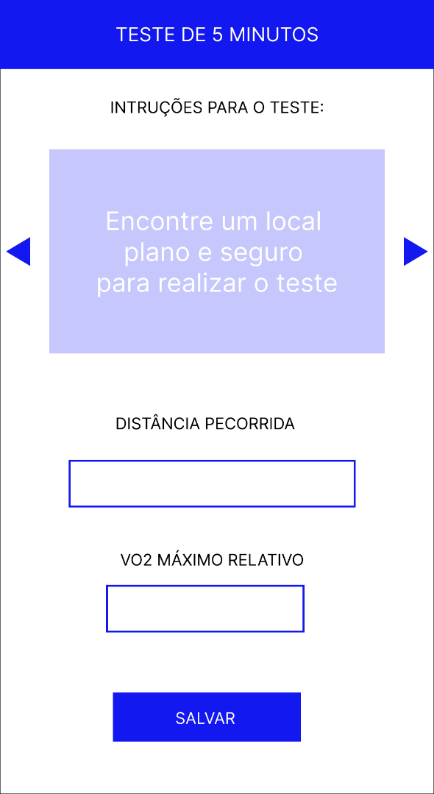 TESTE DE 5 MINUTOS
INTRUÇÕES PARA O TESTE:
Encontre um local
plano e seguro
para realizar o teste
DISTÂNCIA PECORRIDA
VO2 MÁXIMO RELATIVO
SALVAR